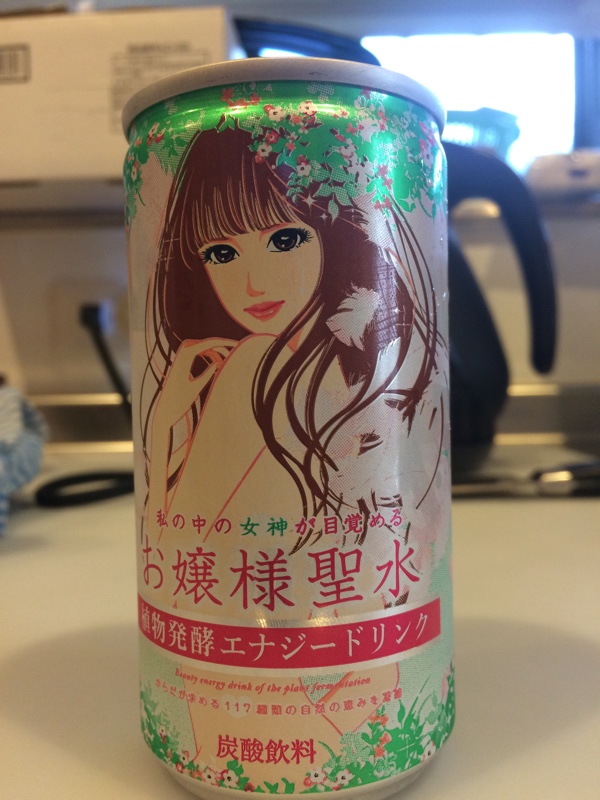 私の中の女神が目覚める
お嬢様聖水
植物発酵エナジードリンク
Beauty energy drink of the plant fermentation
からだが求める117種類の自然の恵みを凝縮
炭酸飲料